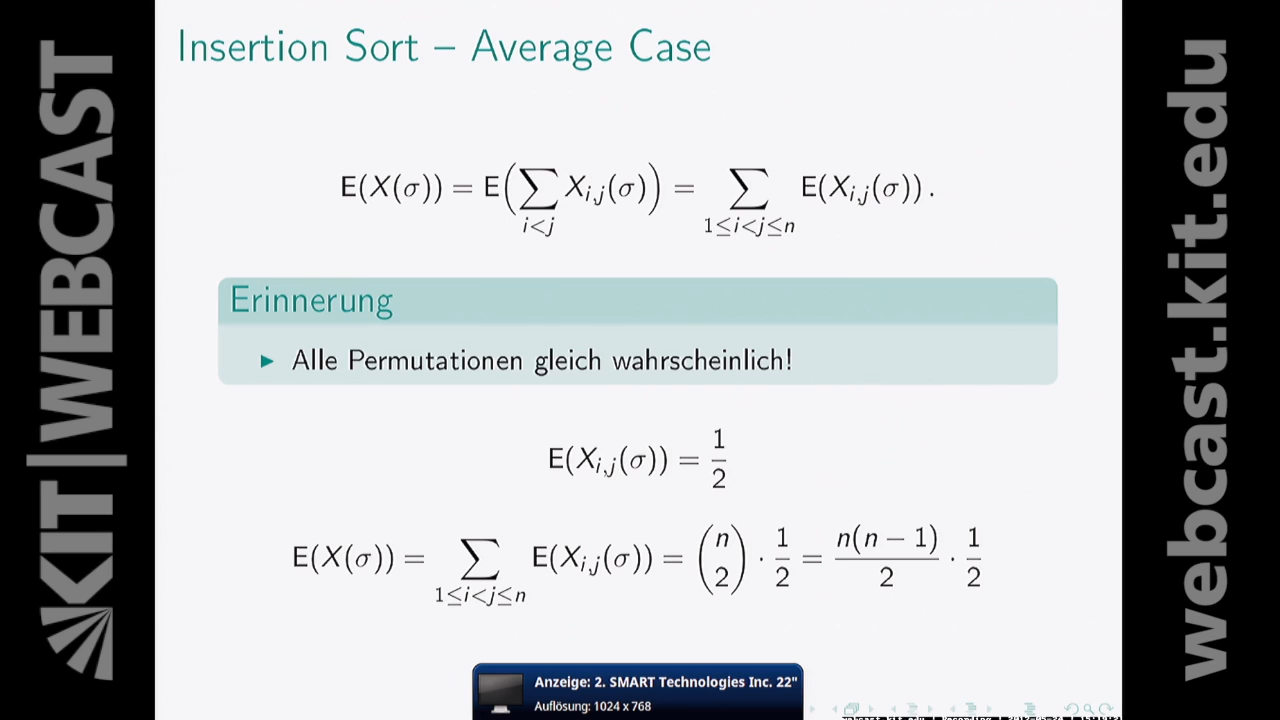 KIT|WEBCAST
Insertion Sort – Average Case
E(X(σ)) = E(∑_{i<j} X_{i,j}(σ)) = ∑_{1≤i<j≤n} E(X_{i,j}(σ)) .
Erinnerung
▶ Alle Permutationen gleich wahrscheinlich!
E(X_{i,j}(σ)) = 1/2
E(X(σ)) = ∑_{1≤i<j≤n} E(X_{i,j}(σ)) = (n 2) · 1/2 = n(n − 1)/2 · 1/2
Anzeige: 2. SMART Technologies Inc. 22"
Auflösung: 1024 x 768
webcast.kit.edu